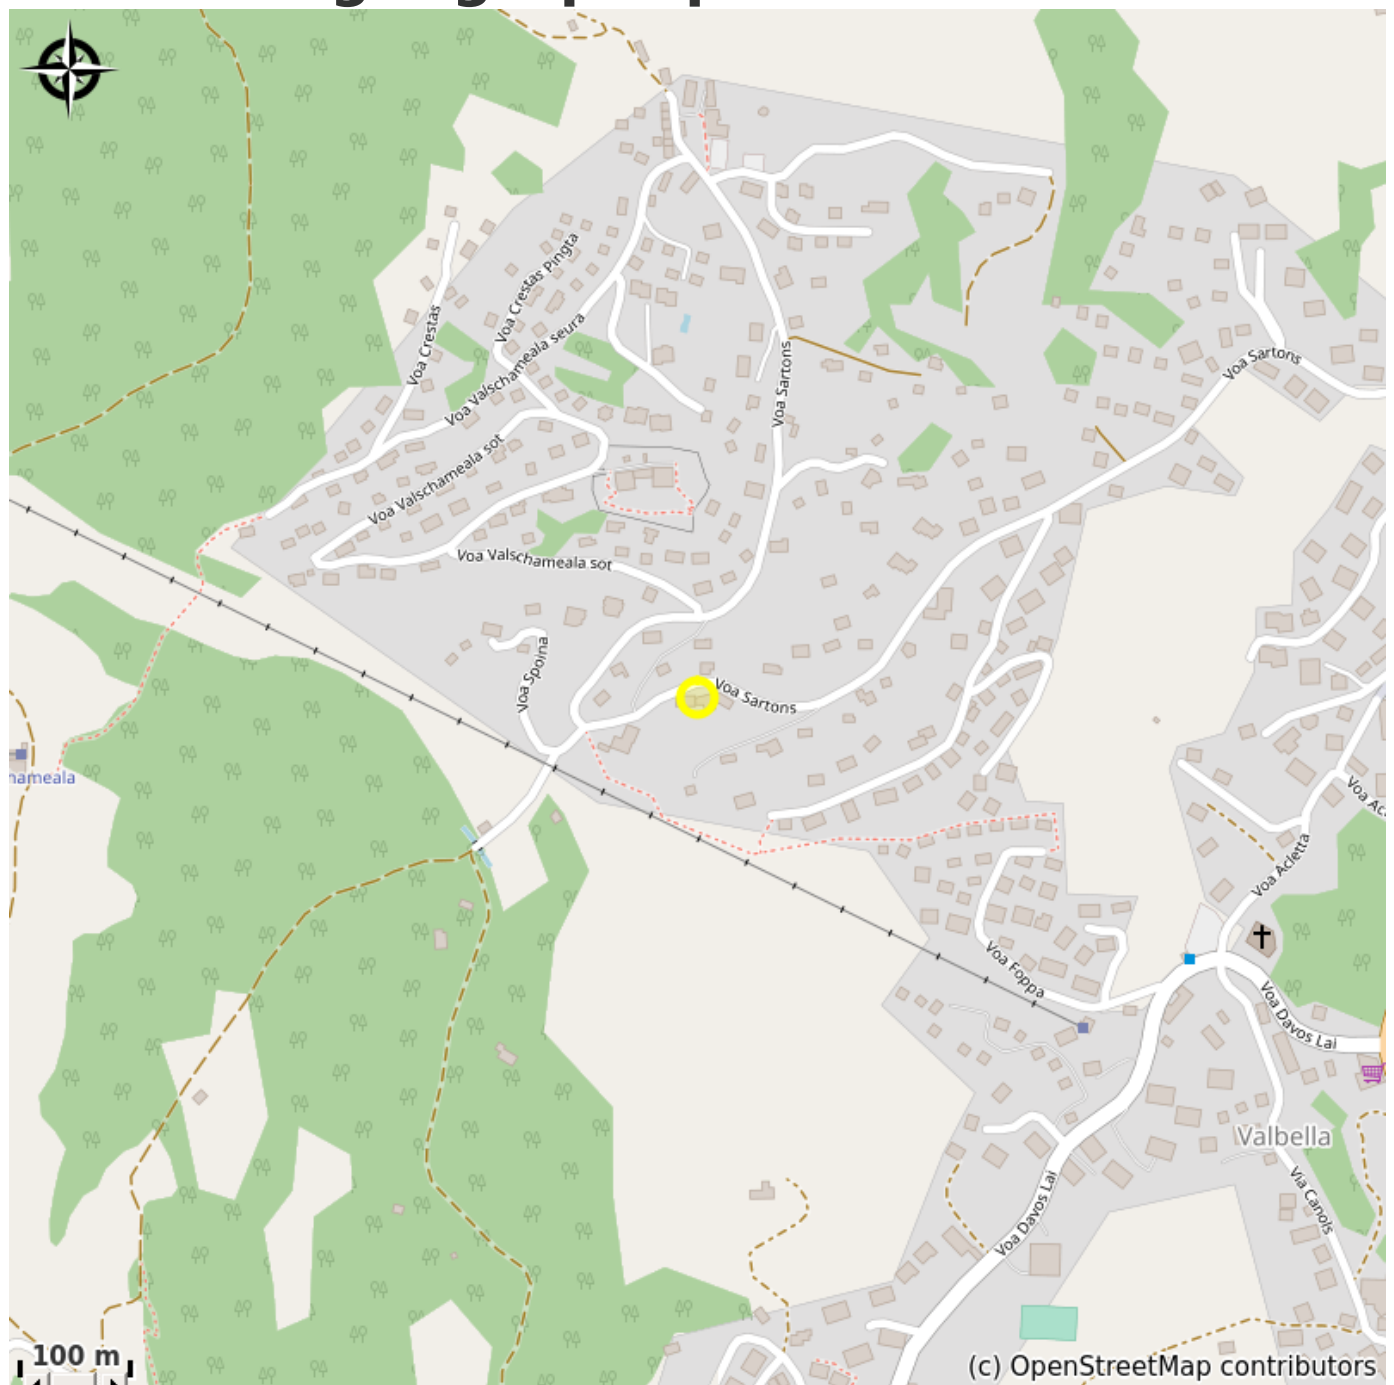 Voa Crestas Pingta
Voa Crestas
Voa Valschameala seura
Voa Sartons
Voa Sartons
Voa Valschameala sot
Voa Valschameala sot
Voa Spoina
Voa Sartons
hameala
Voa Ac
Voa Acletta
Voa Foppa
Voa Davos Lai
Valbella
Voa Davos Lai
Via Canols
100 m
(c) OpenStreetMap contributors